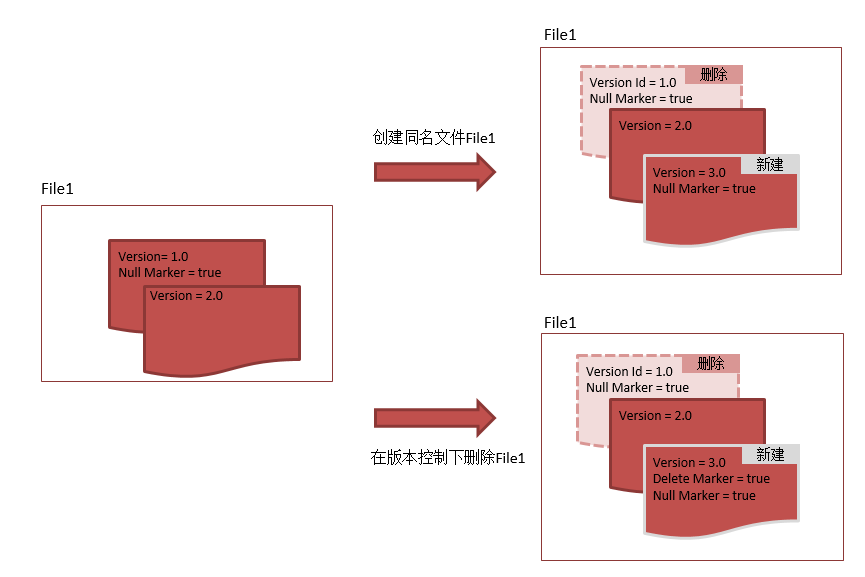 File1
Version= 1.0
Null Marker = true
Version = 2.0
创建同名文件File1
File1
删除
Version Id = 1.0
Null Marker = true
Version = 2.0
新建
Version = 3.0
Null Marker = true
在版本控制下删除File1
File1
删除
Version Id = 1.0
Null Marker = true
Version = 2.0
新建
Version = 3.0
Delete Marker = true
Null Marker = true